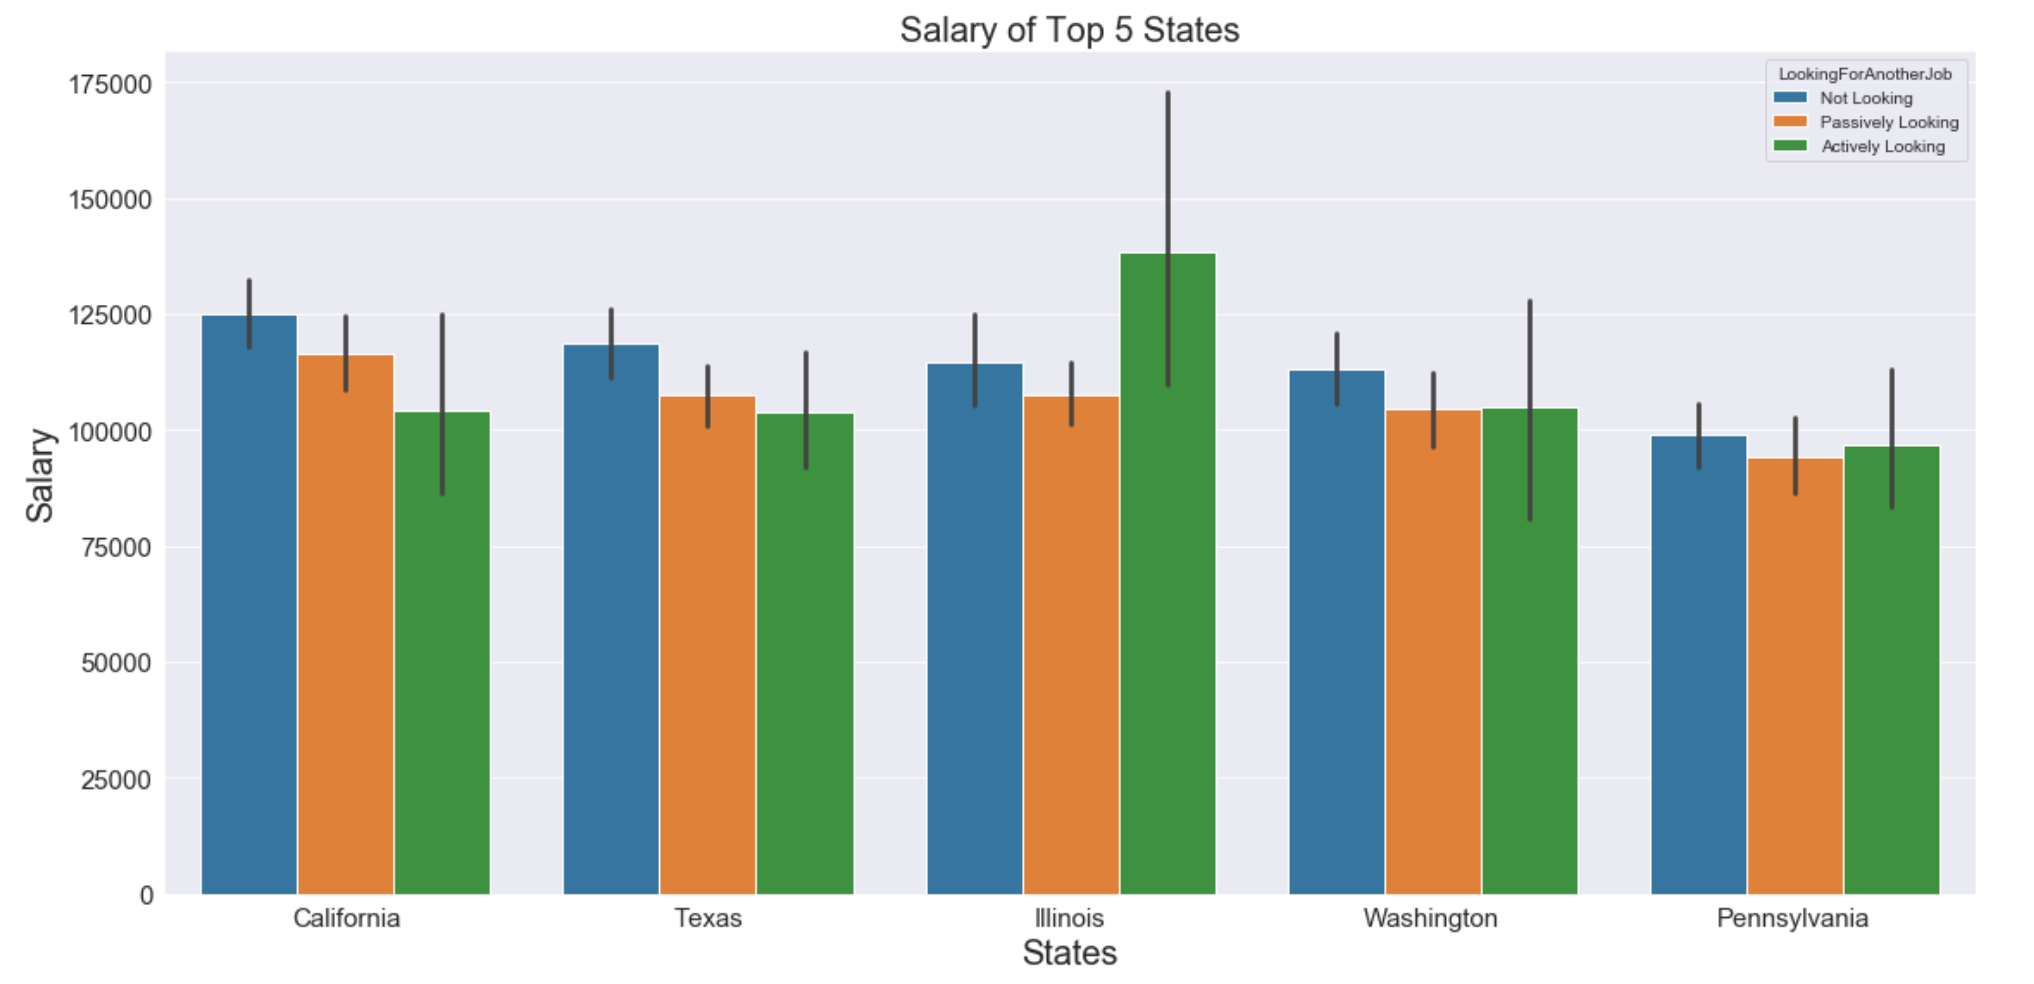 Salary of Top 5 States
LookingForAnotherJob
Not Looking
Passively Looking
Actively Looking
175000
150000
125000
100000
75000
50000
25000
0
Salary
California Texas Illinois Washington Pennsylvania
States